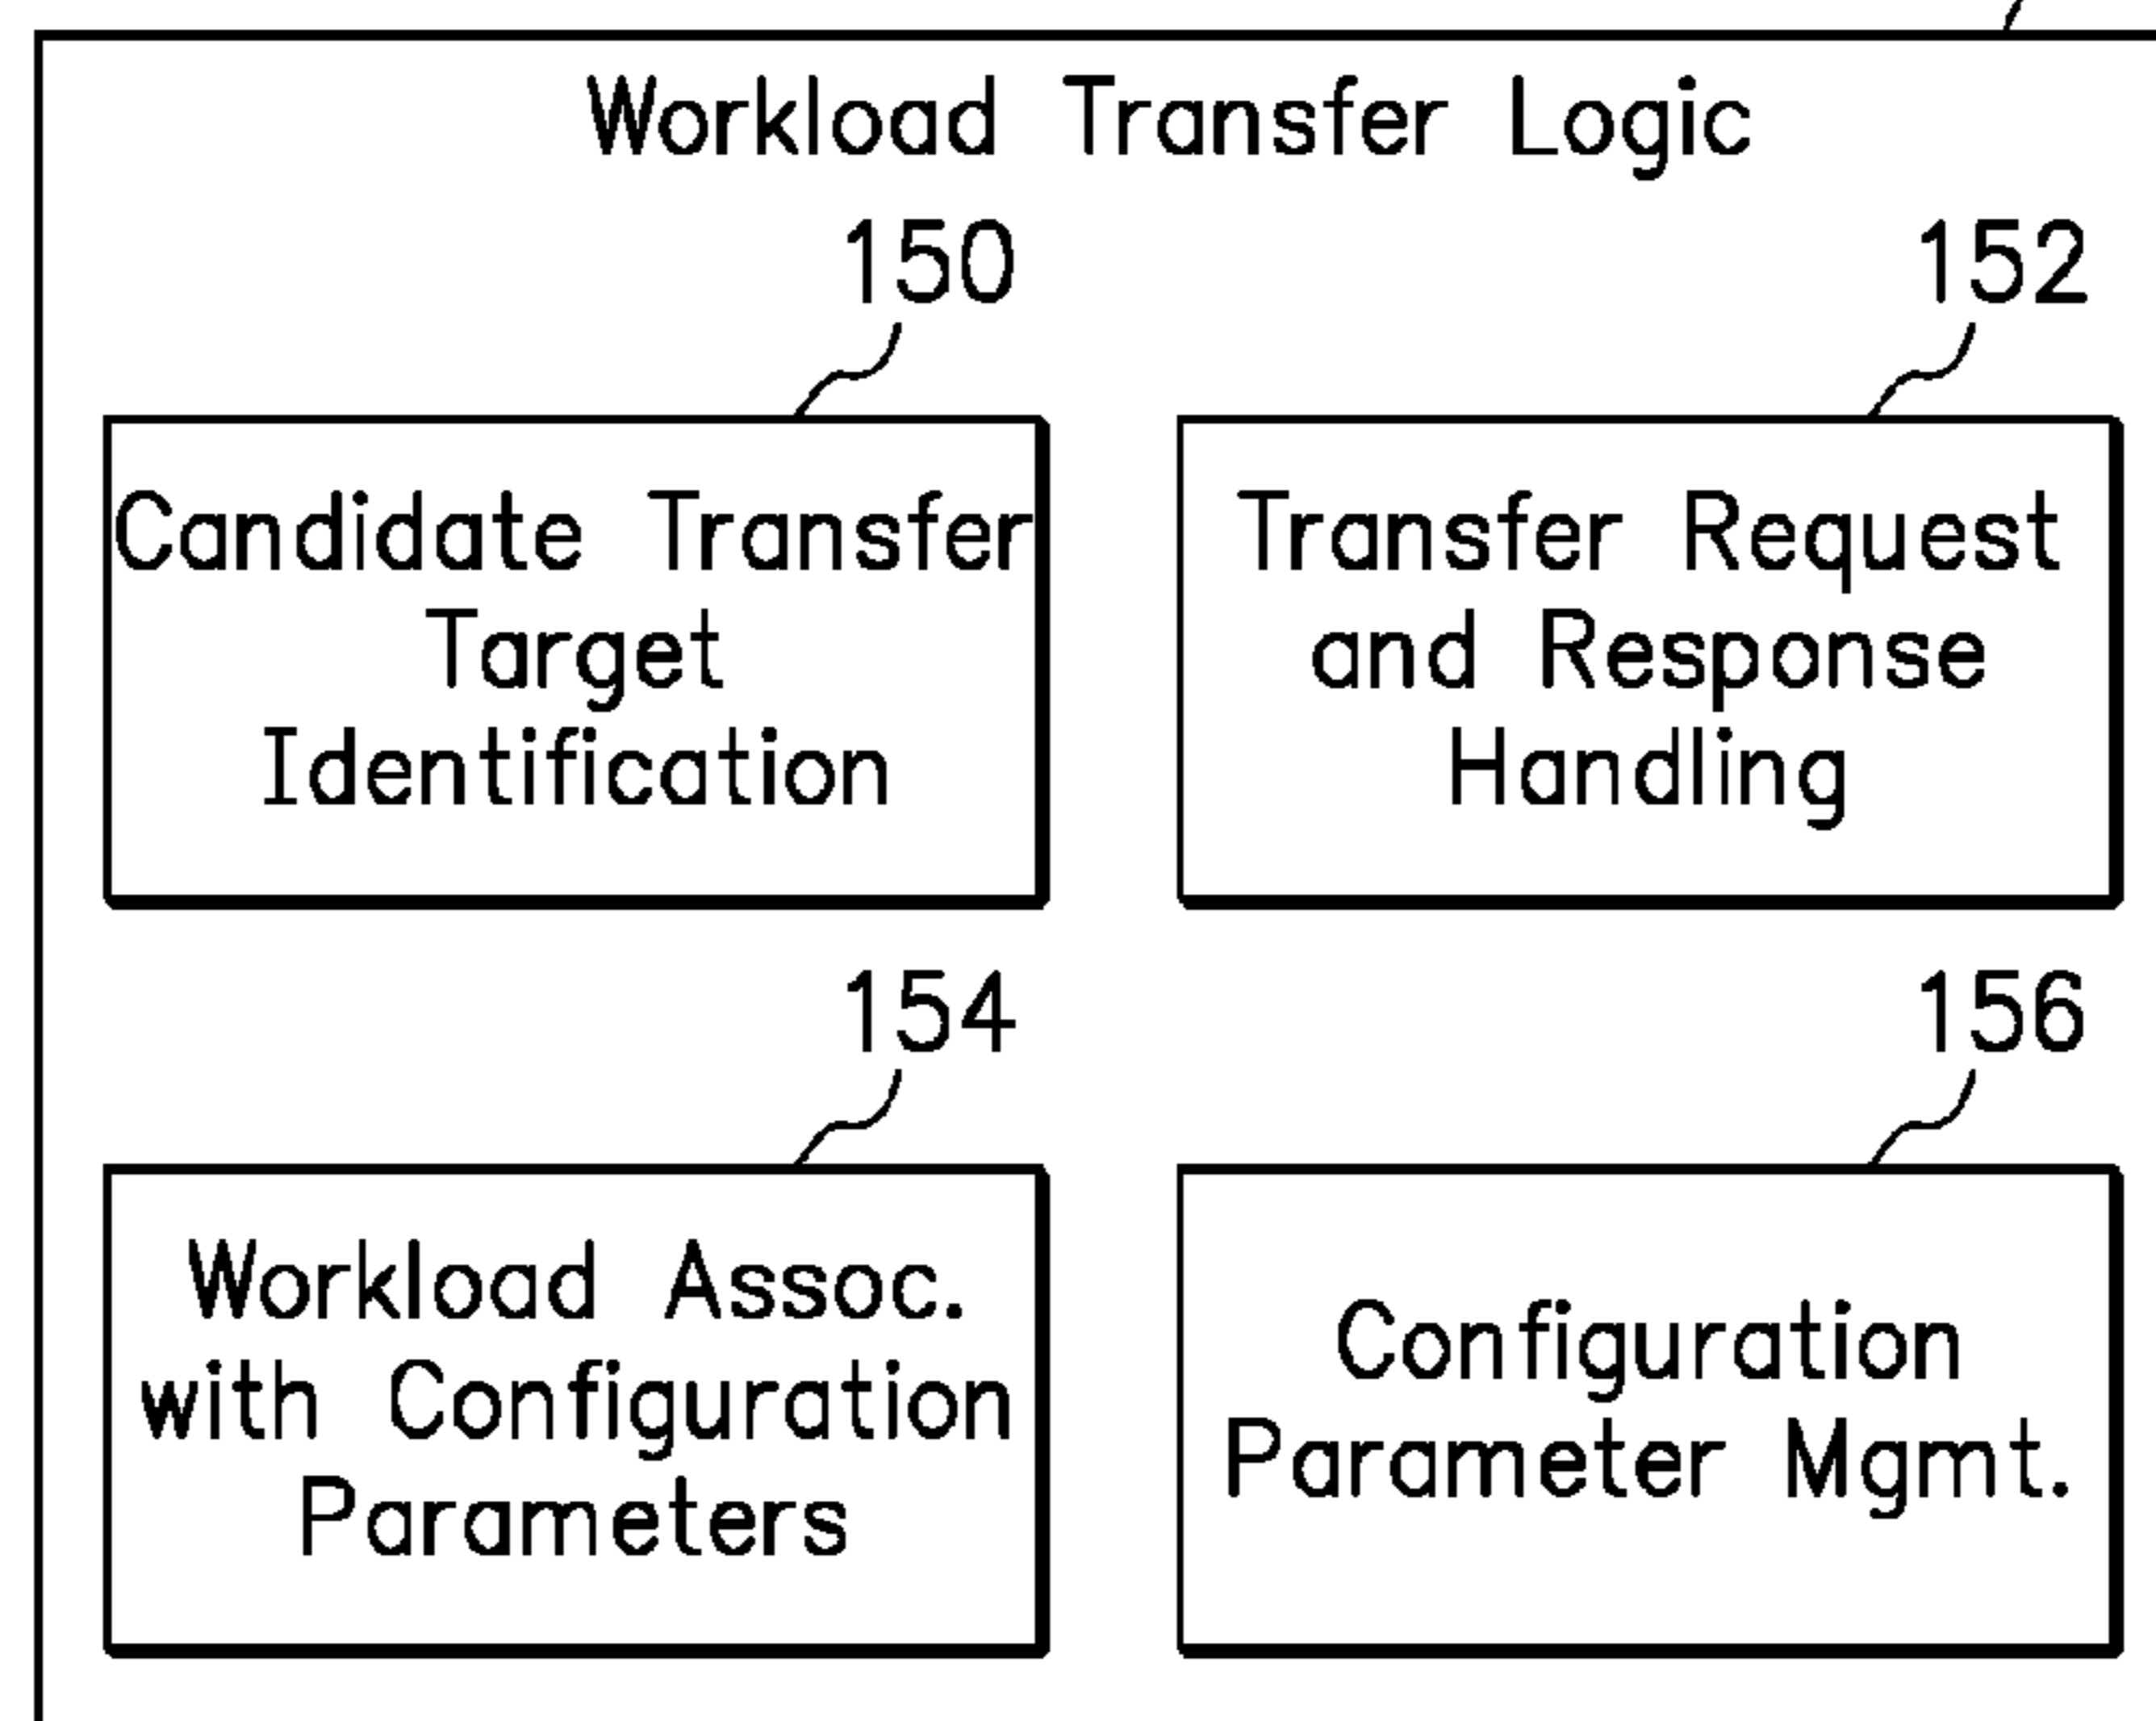 Workload Transfer Logic
150
152
Candidate Transfer
Target
Identification
Transfer Request
and Response
Handling
154
156
Workload Assoc.
with Configuration
Parameters
Configuration
Parameter Mgmt.